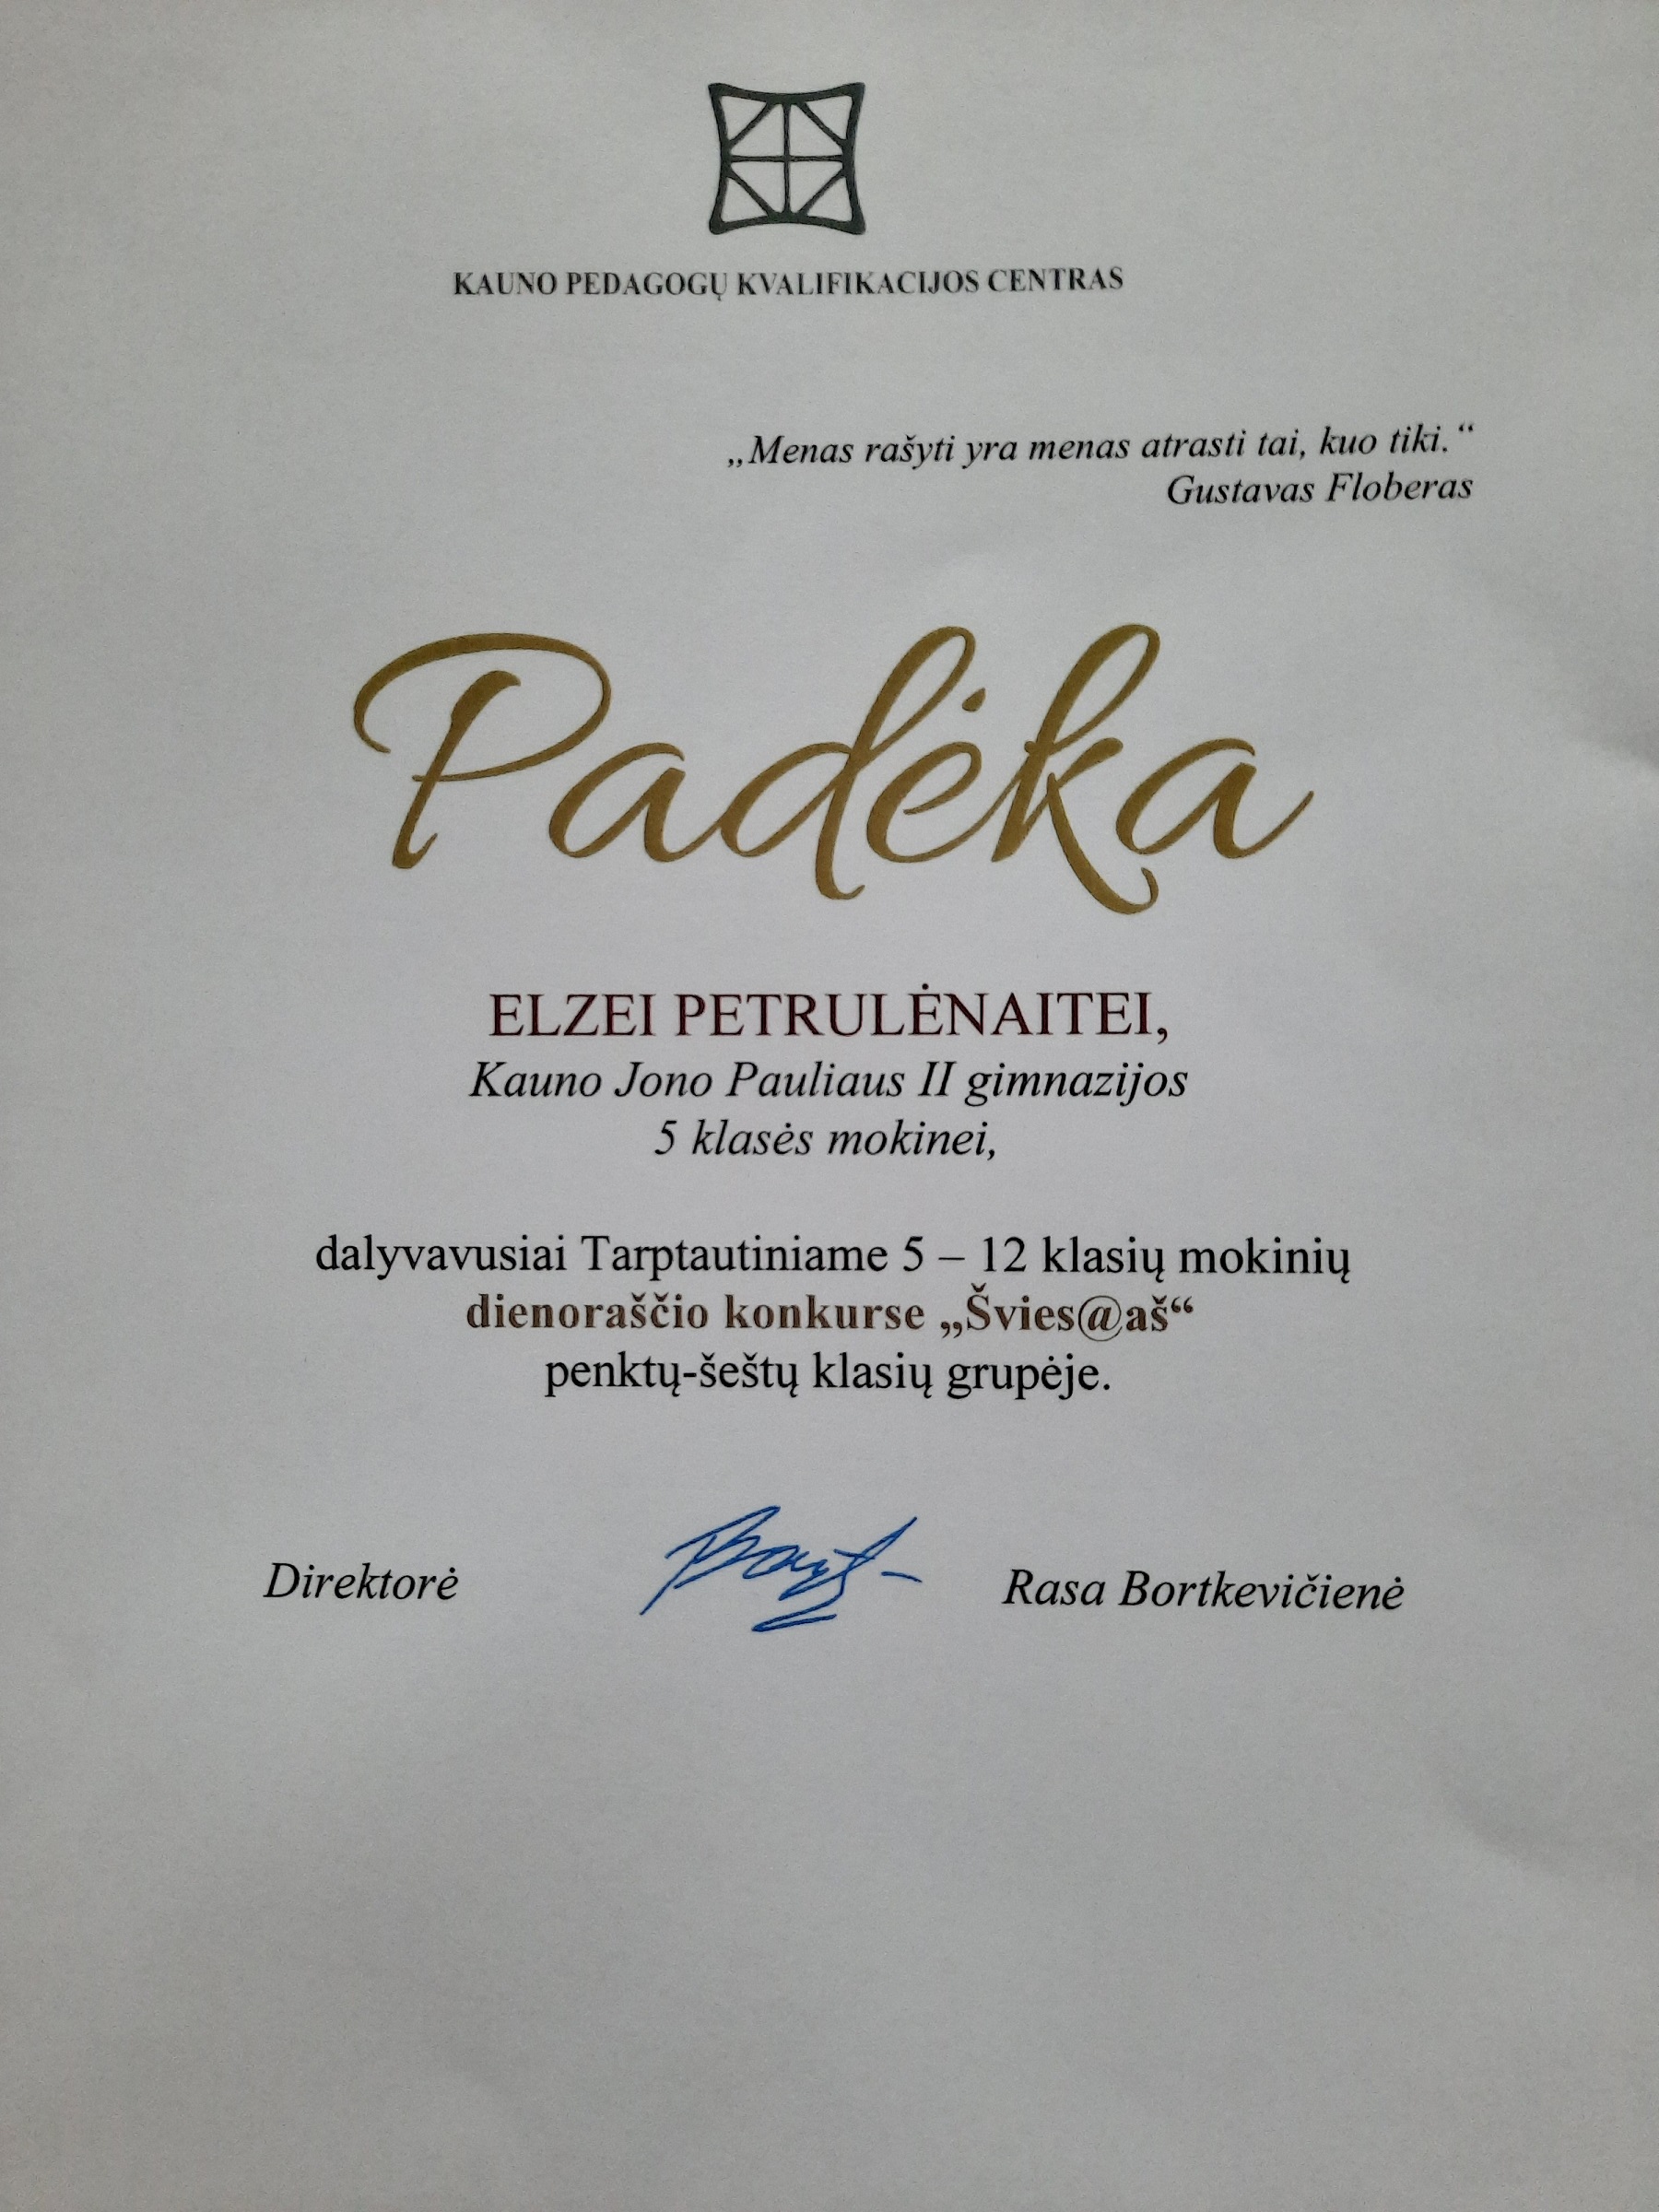 KAUNO PEDAGOGŲ KVALIFIKACIJOS CENTRAS
„Menas rašyti yra menas atrasti tai, kuo tiki.“
Gustavas Floberas
Padėka
ELZEI PETRULĖNAITEI,
Kauno Jono Pauliaus II gimnazijos
5 klasės mokinei,
dalyvavusiai Tarptautiniame 5 – 12 klasių mokinių
dienoraščio konkurse „Švies@aš“
penktų-šeštų klasių grupėje.
Direktorė Rasa Bortkevičienė